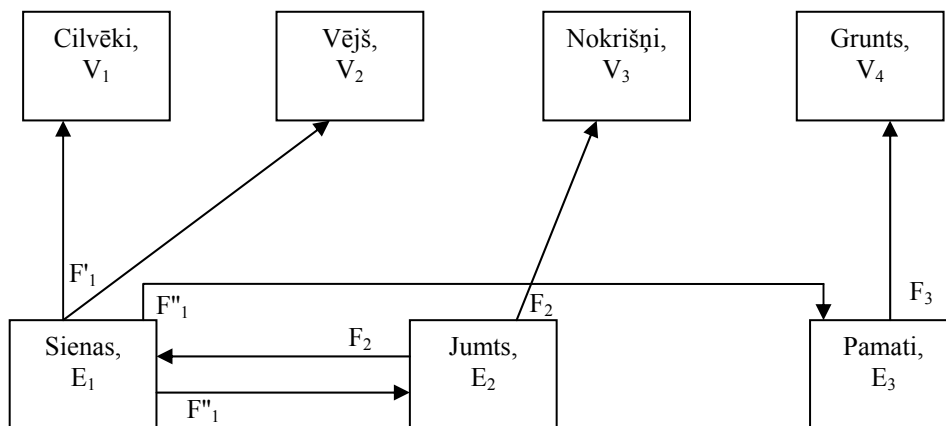 Cilvēki,
V₁
Vējš,
V₂
Nokrišņi,
V₃
Grunts,
V₄
F'₁
F"₁
F₂
F₃
Sienas,
E₁
F₂
F"₁
Jumts,
E₂
Pamati,
E₃